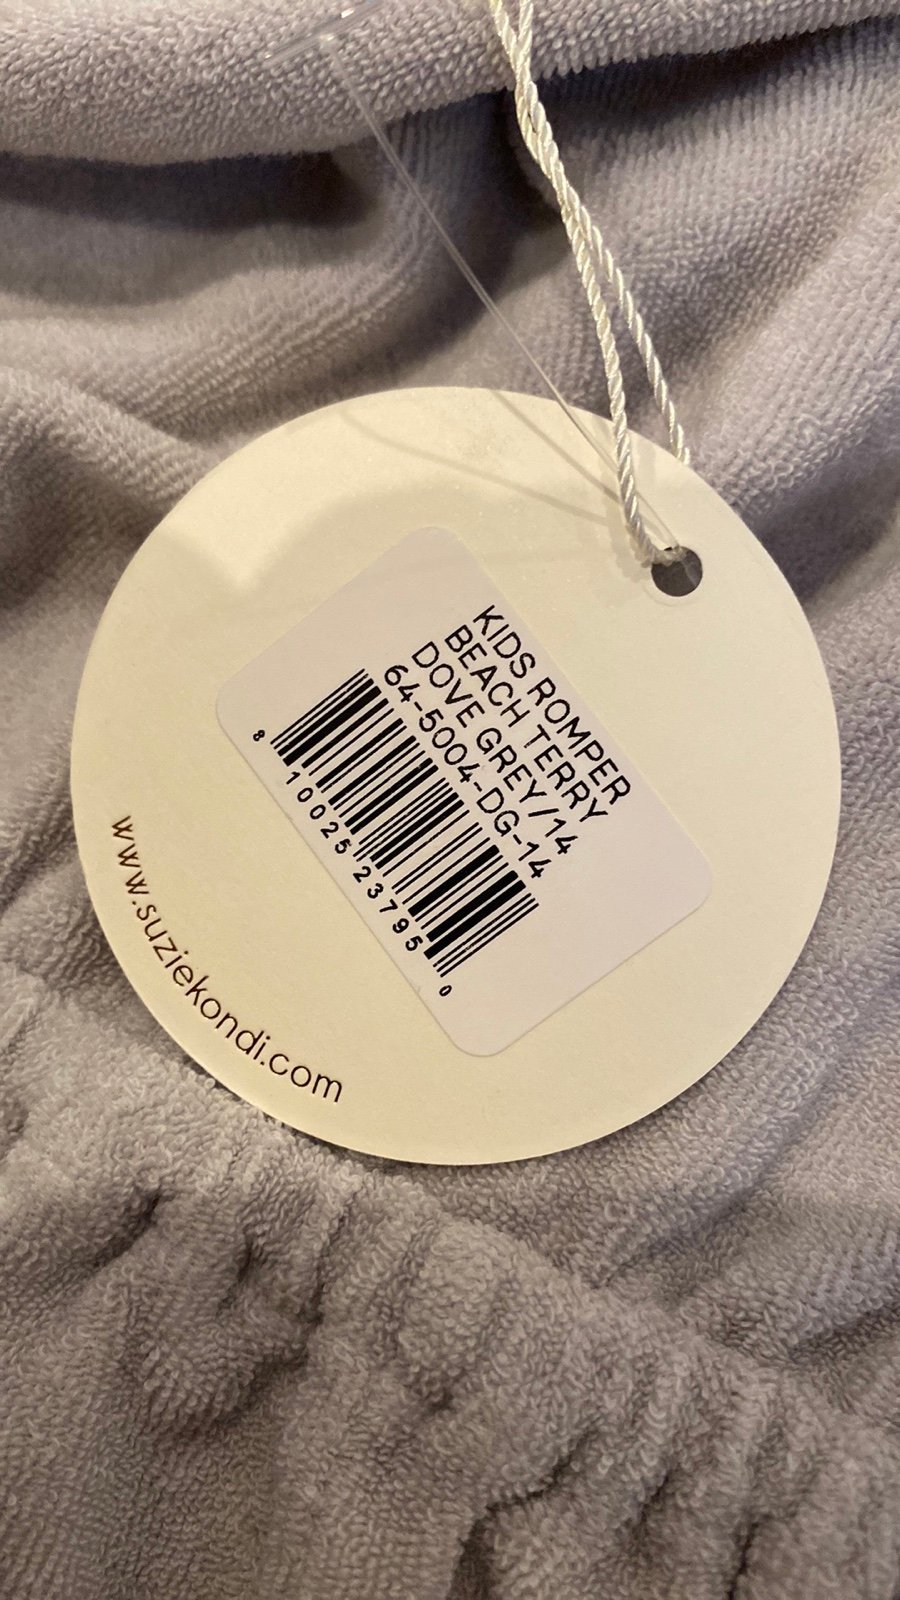 KIDS ROMPER
BEACH TERRY
DOVE GREY/14
64-5004-DG-14
8 10025 23795 0
www.suziekondi.com